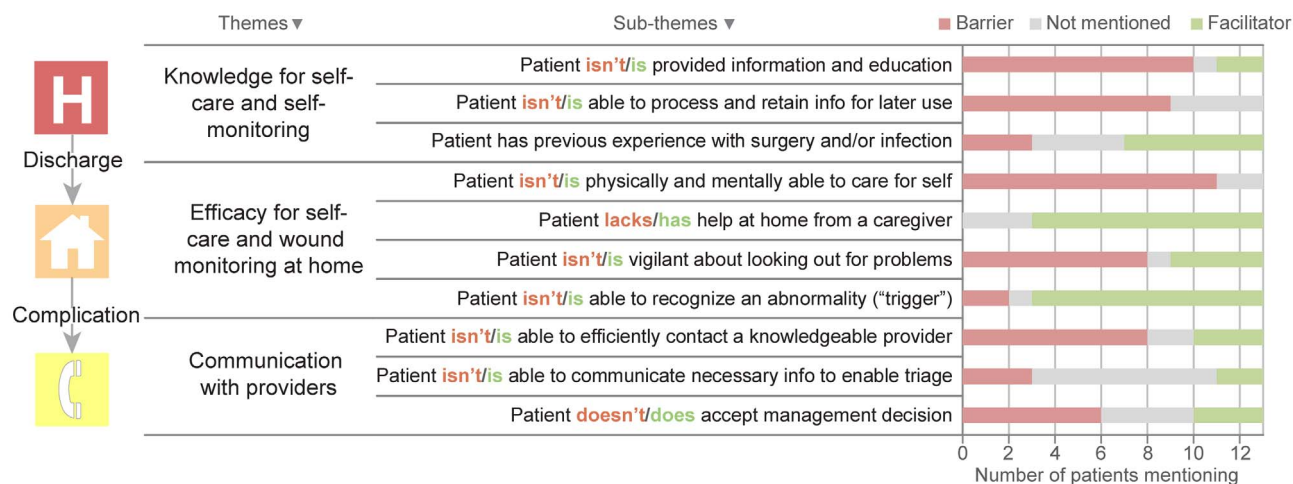 Themes ▼ Sub-themes ▼ Barrier Not mentioned Facilitator
H
Discharge
Complication
Knowledge for self-
care and self-
monitoring
Patient isn't/is provided information and education
Patient isn't/is able to process and retain info for later use
Patient has previous experience with surgery and/or infection
Efficacy for self-
care and wound
monitoring at home
Patient isn't/is physically and mentally able to care for self
Patient lacks/has help at home from a caregiver
Patient isn't/is vigilant about looking out for problems
Patient isn't/is able to recognize an abnormality (“trigger”)
Communication
with providers
Patient isn't/is able to efficiently contact a knowledgeable provider
Patient isn't/is able to communicate necessary info to enable triage
Patient doesn't/does accept management decision
0 2 4 6 8 10 12
Number of patients mentioning